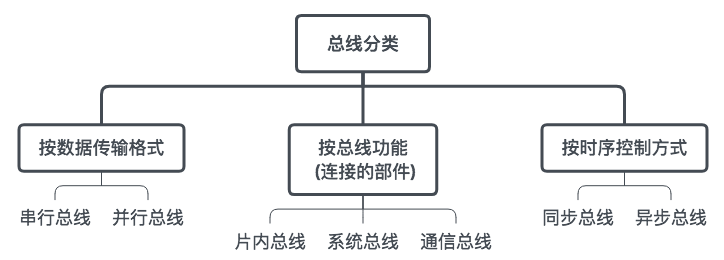 总线分类
按数据传输格式
按总线功能
(连接的部件)
按时序控制方式
串行总线
并行总线
片内总线
系统总线
通信总线
同步总线
异步总线